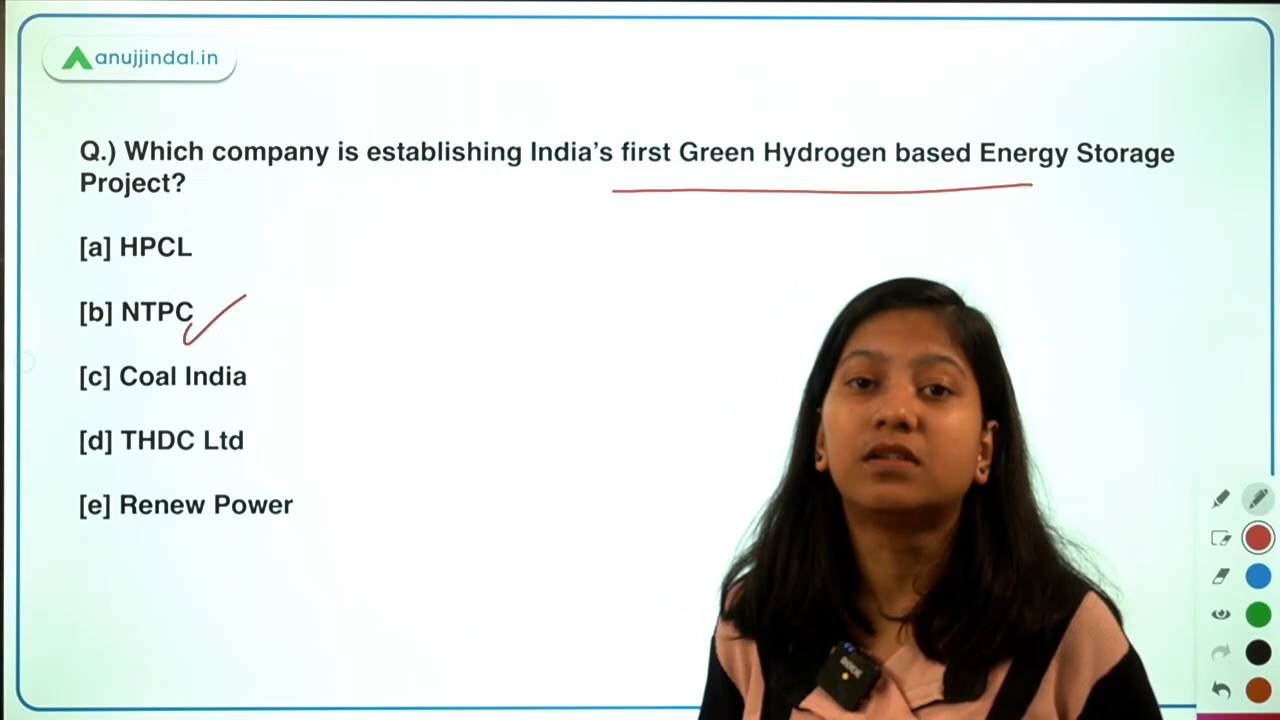 anujjindal.in
Q.) Which company is establishing India's first Green Hydrogen based Energy Storage
Project?
[a] HPCL
[b] NTPC
[c] Coal India
[d] THDC Ltd
[e] Renew Power